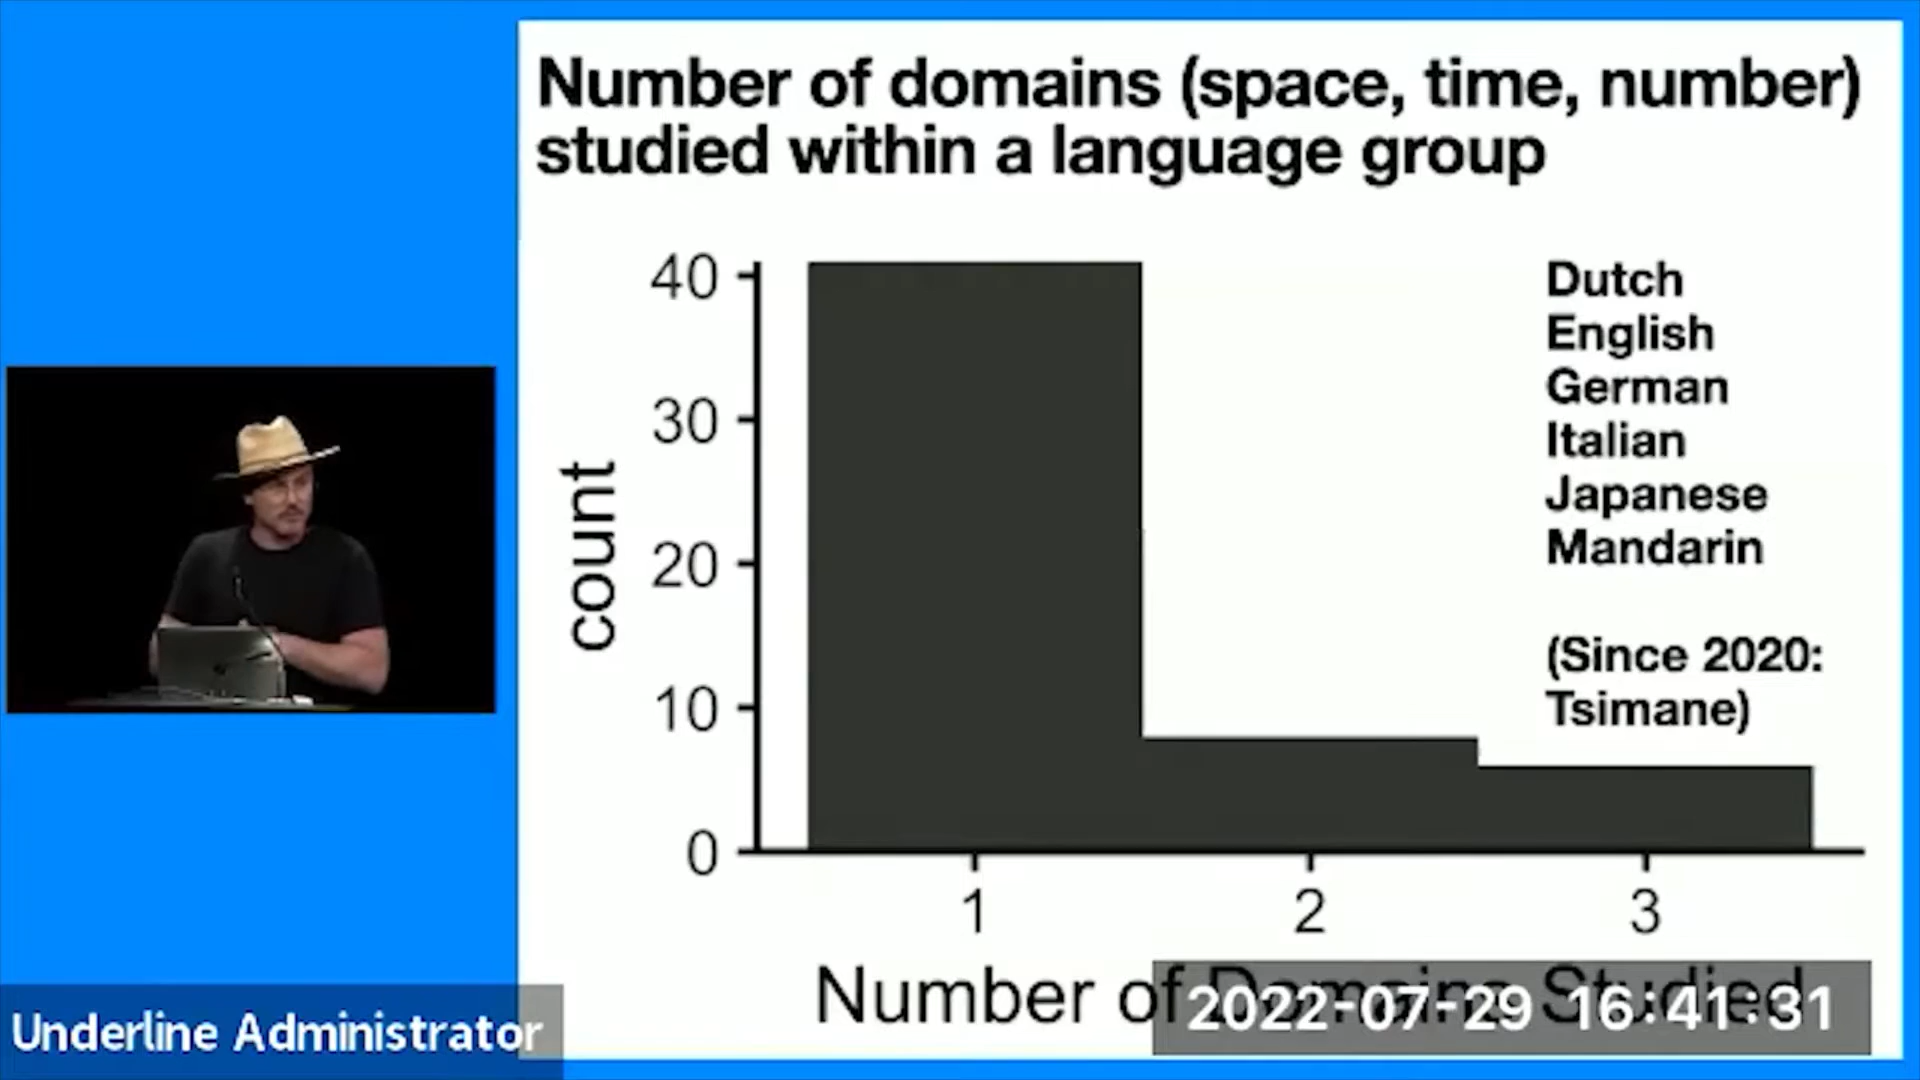 Number of domains (space, time, number)
studied within a language group
40
30
20
10
0
count
1
2
3
Number of Domains Studied
Dutch
English
German
Italian
Japanese
Mandarin
(Since 2020:
Tsimane)
Underline Administrator
2022-07-29 16:41:31